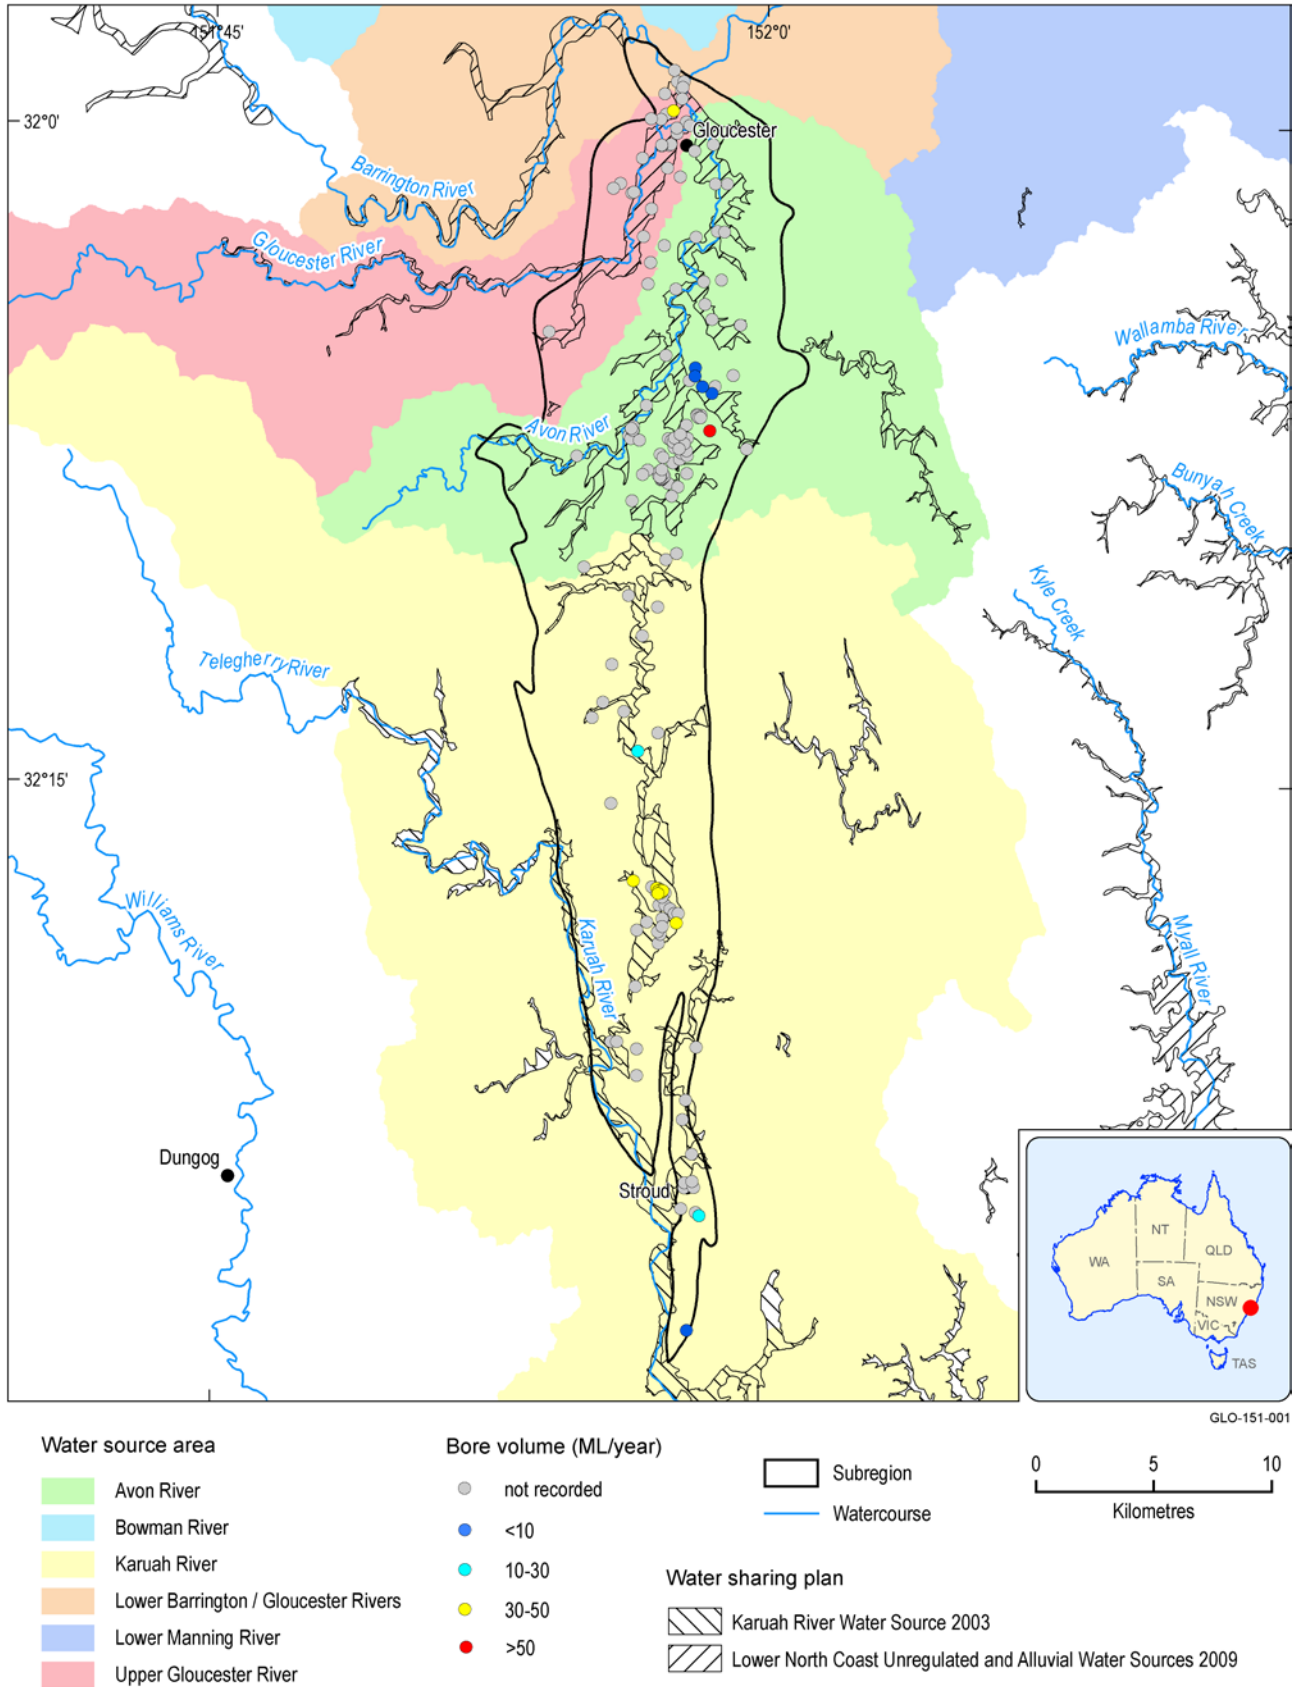 151°45'
152°0'
32°0'
Gloucester
Barrington River
Gloucester River
Wallamba River
Avon River
Bunyah Creek
Kyle Creek
Telegherry River
32°15'
Williams River
Karuah River
Myall River
Dungog
Stroud
WA
NT
QLD
SA
NSW
VIC
TAS
GLO-151-001
Water source area
Avon River
Bowman River
Karuah River
Lower Barrington / Gloucester Rivers
Lower Manning River
Upper Gloucester River
Bore volume (ML/year)
not recorded
<10
10-30
30-50
>50
Subregion
Watercourse
0 5 10
Kilometres
Water sharing plan
Karuah River Water Source 2003
Lower North Coast Unregulated and Alluvial Water Sources 2009